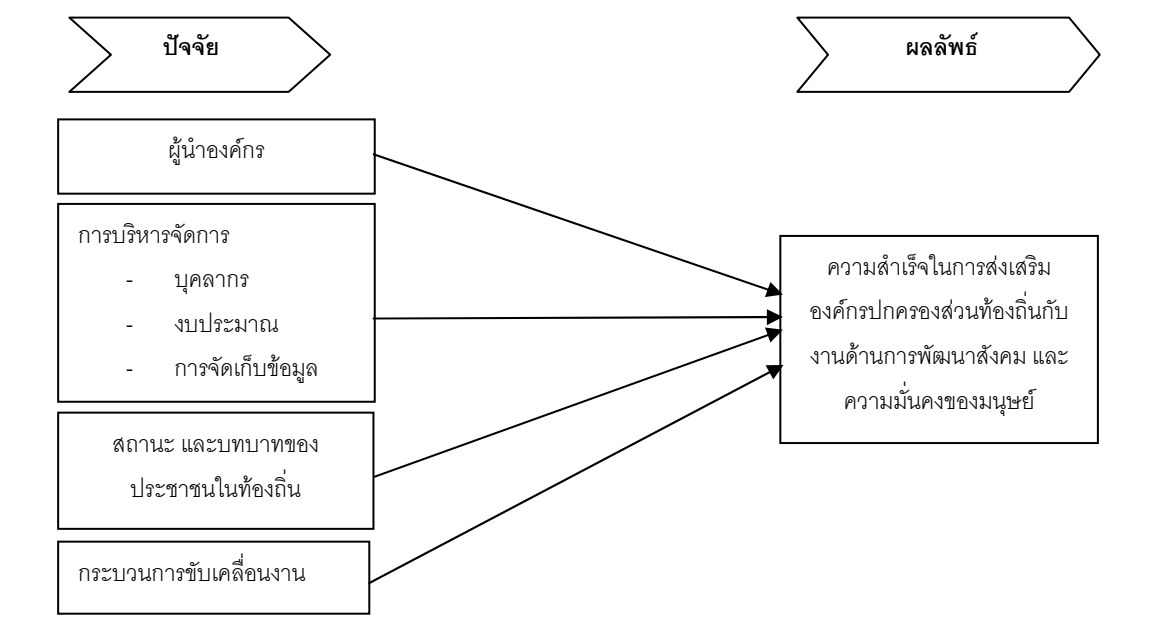 ปัจจัย
ผลลัพธ์
ผู้นำองค์กร
การบริหารจัดการ
- บุคลากร
- งบประมาณ
- การจัดเก็บข้อมูล
สถานะ และบทบาทของ
ประชาชนในท้องถิ่น
กระบวนการขับเคลื่อนงาน
ความสำเร็จในการส่งเสริม
องค์กรปกครองส่วนท้องถิ่นกับ
งานด้านการพัฒนาสังคม และ
ความมั่นคงของมนุษย์